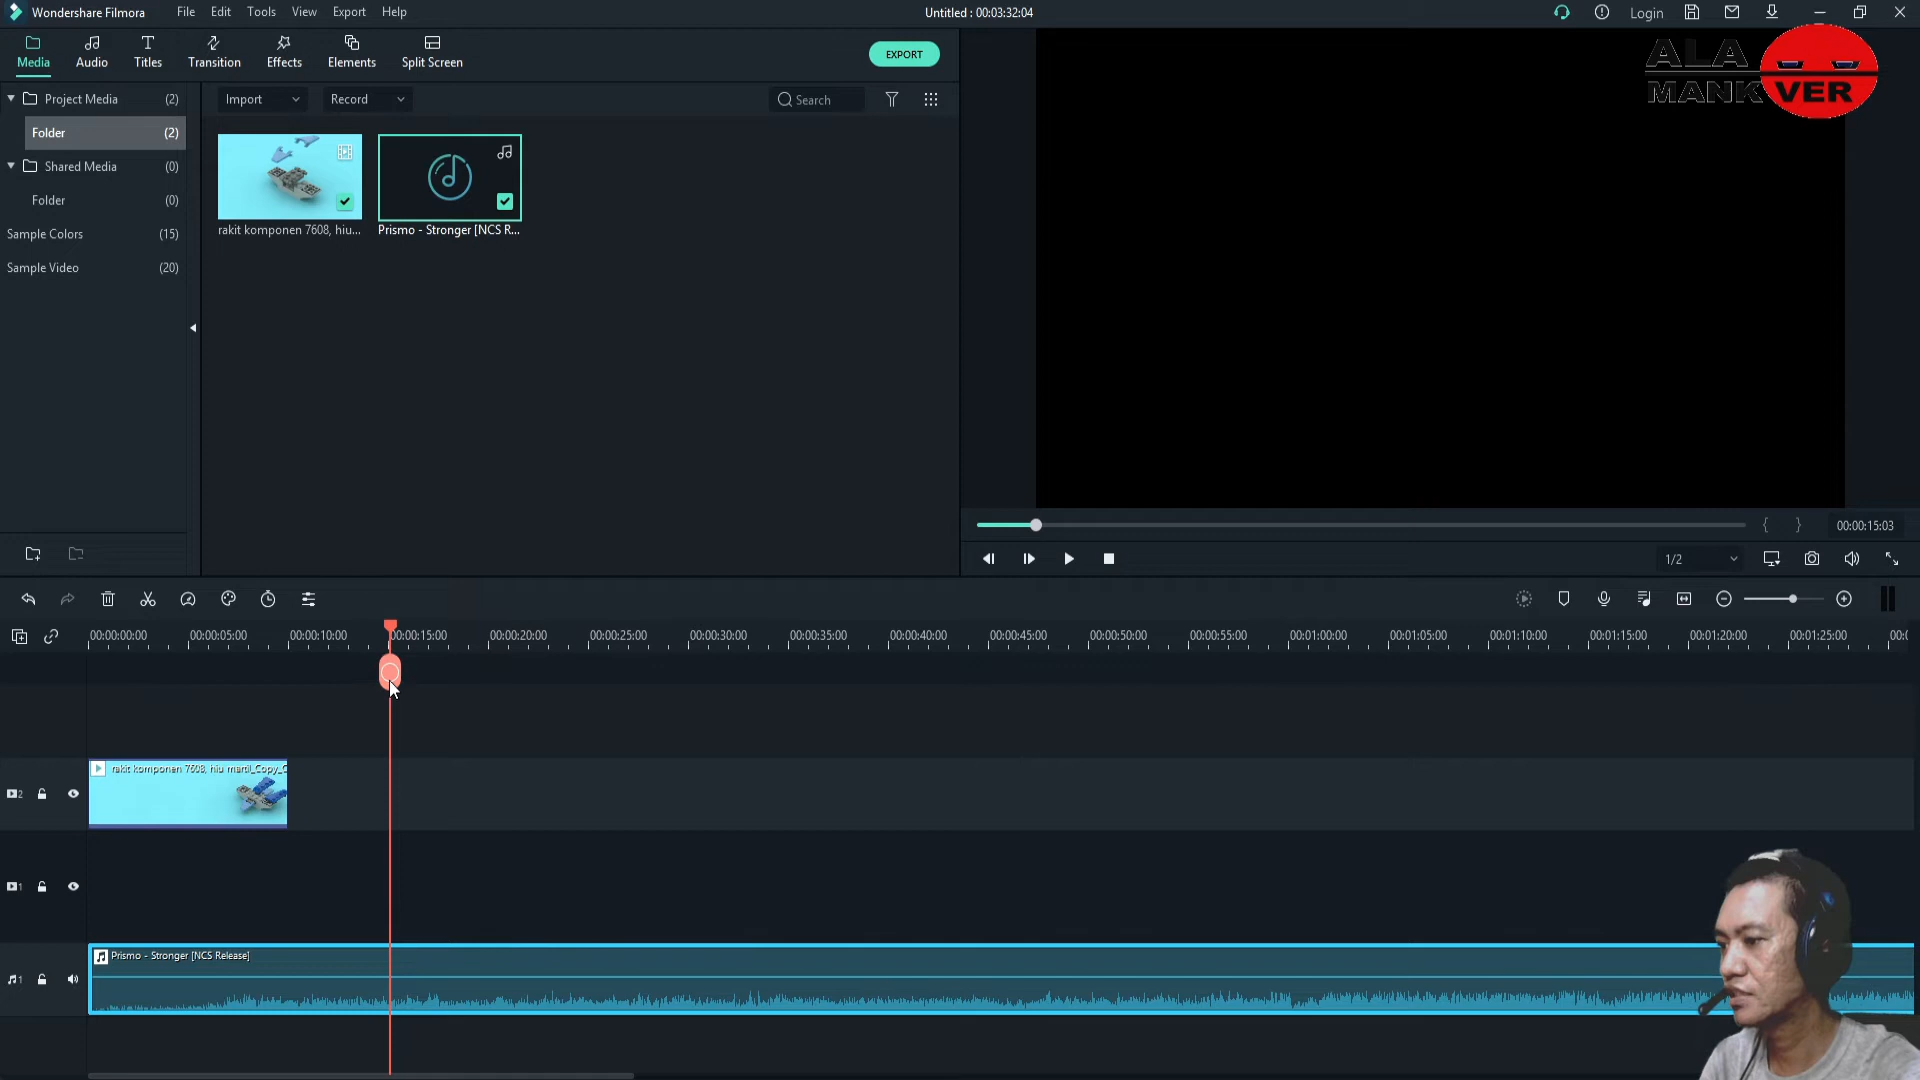 Wondershare Filmora
File
Edit
Tools
View
Export
Help
Untitled : 00:03:32:04
Login
Media
Audio
Titles
Transition
Effects
Elements
Split Screen
EXPORT
ALA
MANK VER
Project Media (2)
Folder (2)
Shared Media (0)
Folder (0)
Sample Colors (15)
Sample Video (20)
Import
Record
Search
rakit komponen 7608, hiu...
Prismo - Stronger [NCS R...
00:00:15:03
1/2
00:00:00:00
00:00:05:00
00:00:10:00
00:00:15:00
00:00:20:00
00:00:25:00
00:00:30:00
00:00:35:00
00:00:40:00
00:00:45:00
00:00:50:00
00:00:55:00
00:01:00:00
00:01:05:00
00:01:10:00
00:01:15:00
00:01:20:00
00:01:25:00
00:0
2
rakit komponen 7608, hiu martil_Copy_C
1
1
Prismo - Stronger [NCS Release]